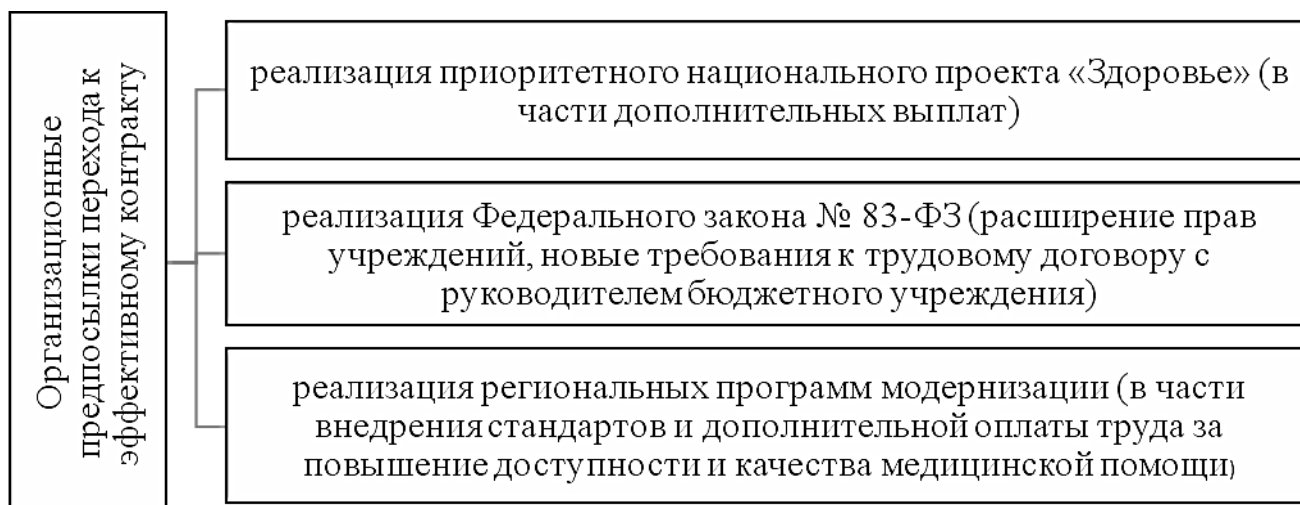 Организационные
предпосылки перехода к
эффективному контракту
реализация приоритетного национального проекта «Здоровье» (в
части дополнительных выплат)
реализация Федерального закона № 83-ФЗ (расширение прав
учреждений, новые требования к трудовому договору с
руководителем бюджетного учреждения)
реализация региональных программ модернизации (в части
внедрения стандартов и дополнительной оплаты труда за
повышение доступности и качества медицинской помощи)